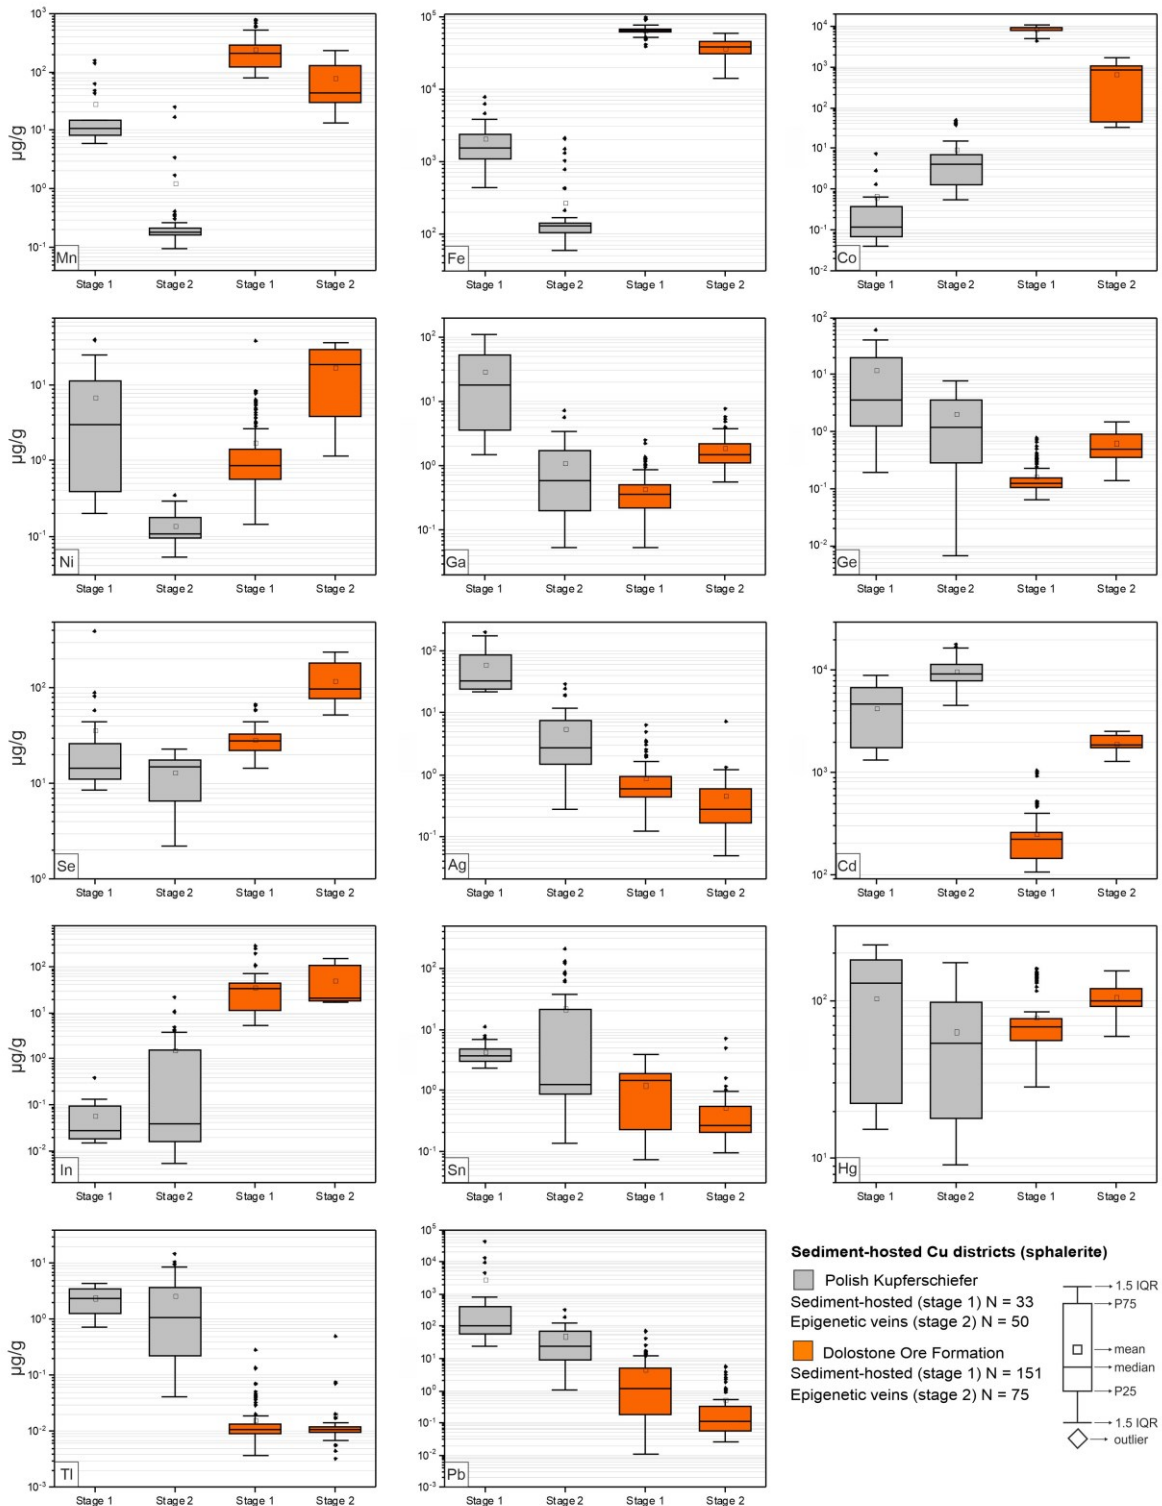 10³
10²
10¹
10⁰
10⁻¹
µg/g
Mn
Stage 1 Stage 2 Stage 1 Stage 2
10⁵
10⁴
10³
10²
Fe
Stage 1 Stage 2 Stage 1 Stage 2
10⁴
10³
10²
10¹
10⁰
10⁻¹
10⁻²
Co
Stage 1 Stage 2 Stage 1 Stage 2
10¹
10⁰
10⁻¹
µg/g
Ni
Stage 1 Stage 2 Stage 1 Stage 2
10²
10¹
10⁰
10⁻¹
Ga
Stage 1 Stage 2 Stage 1 Stage 2
10²
10¹
10⁰
10⁻¹
10⁻²
Ge
Stage 1 Stage 2 Stage 1 Stage 2
10²
10¹
10⁰
µg/g
Se
Stage 1 Stage 2 Stage 1 Stage 2
10²
10¹
10⁰
10⁻¹
Ag
Stage 1 Stage 2 Stage 1 Stage 2
10⁴
10³
10²
Cd
Stage 1 Stage 2 Stage 1 Stage 2
10²
10¹
10⁰
10⁻¹
10⁻²
µg/g
In
Stage 1 Stage 2 Stage 1 Stage 2
10²
10¹
10⁰
10⁻¹
Sn
Stage 1 Stage 2 Stage 1 Stage 2
10²
10¹
Hg
Stage 1 Stage 2 Stage 1 Stage 2
10¹
10⁰
10⁻¹
10⁻²
10⁻³
µg/g
Tl
Stage 1 Stage 2 Stage 1 Stage 2
10⁵
10⁴
10³
10²
10¹
10⁰
10⁻¹
10⁻²
10⁻³
Pb
Stage 1 Stage 2 Stage 1 Stage 2
Sediment-hosted Cu districts (sphalerite)
Polish Kupferschiefer
Sediment-hosted (stage 1) N = 33
Epigenetic veins (stage 2) N = 50
Dolostone Ore Formation
Sediment-hosted (stage 1) N = 151
Epigenetic veins (stage 2) N = 75
1.5 IQR
P75
mean
median
P25
1.5 IQR
outlier